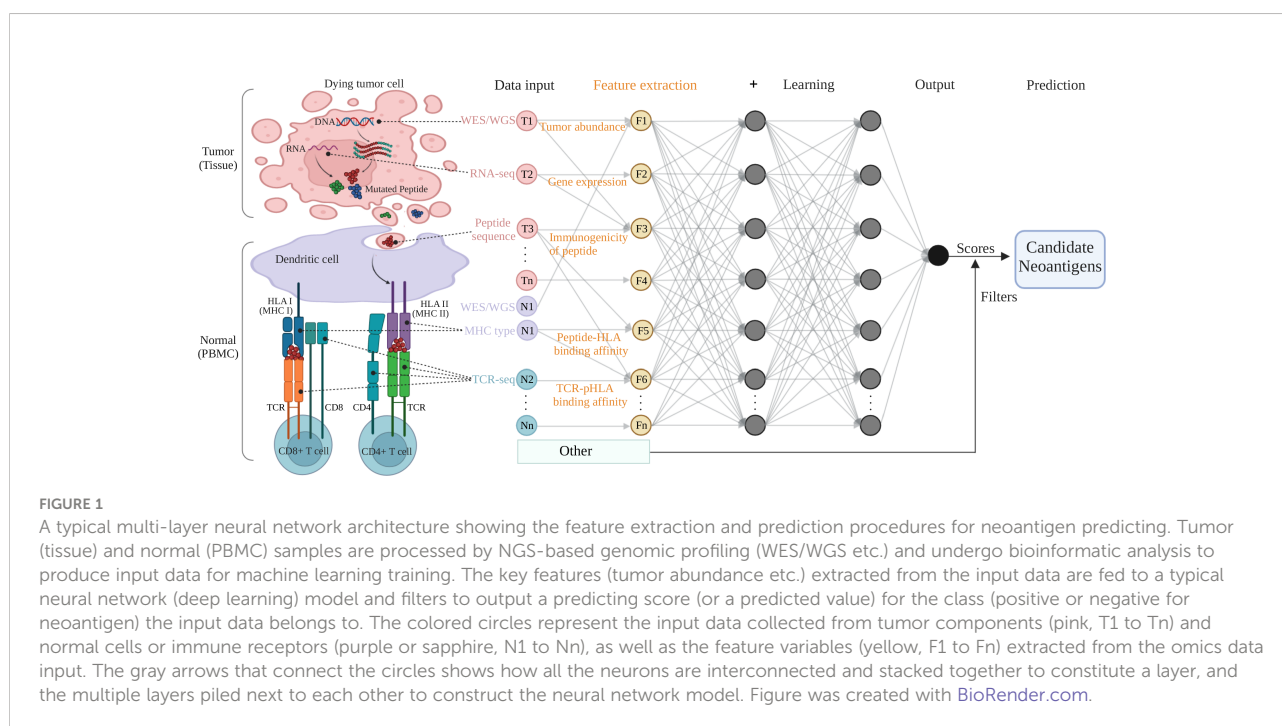 Dying tumor cell
Data input
Feature extraction
+
Learning
Output
Prediction
Tumor
(Tissue)
DNA
RNA
Mutated Peptide
WES/WGS
RNA-seq
Peptide
sequence
T1
T2
T3
Tn
N1
N1
N2
Nn
Tumor abundance
Gene expression
Immunogenicity
of peptide
Peptide-HLA
binding affinity
TCR-pHLA
binding affinity
F1
F2
F3
F4
F5
F6
Fn
Scores
Filters
Candidate
Neoantigens
Normal
(PBMC)
Dendritic cell
HLA I
(MHC I)
HLA II
(MHC II)
WES/WGS
MHC type
TCR-seq
TCR
CD8
CD4
TCR
CD8+ T cell
CD4+ T cell
Other
FIGURE 1
A typical multi-layer neural network architecture showing the feature extraction and prediction procedures for neoantigen predicting. Tumor
(tissue) and normal (PBMC) samples are processed by NGS-based genomic profiling (WES/WGS etc.) and undergo bioinformatic analysis to
produce input data for machine learning training. The key features (tumor abundance etc.) extracted from the input data are fed to a typical
neural network (deep learning) model and filters to output a predicting score (or a predicted value) for the class (positive or negative for
neoantigen) the input data belongs to. The colored circles represent the input data collected from tumor components (pink, T1 to Tn) and
normal cells or immune receptors (purple or sapphire, N1 to Nn), as well as the feature variables (yellow, F1 to Fn) extracted from the omics data
input. The gray arrows that connect the circles shows how all the neurons are interconnected and stacked together to constitute a layer, and
the multiple layers piled next to each other to construct the neural network model. Figure was created with BioRender.com.